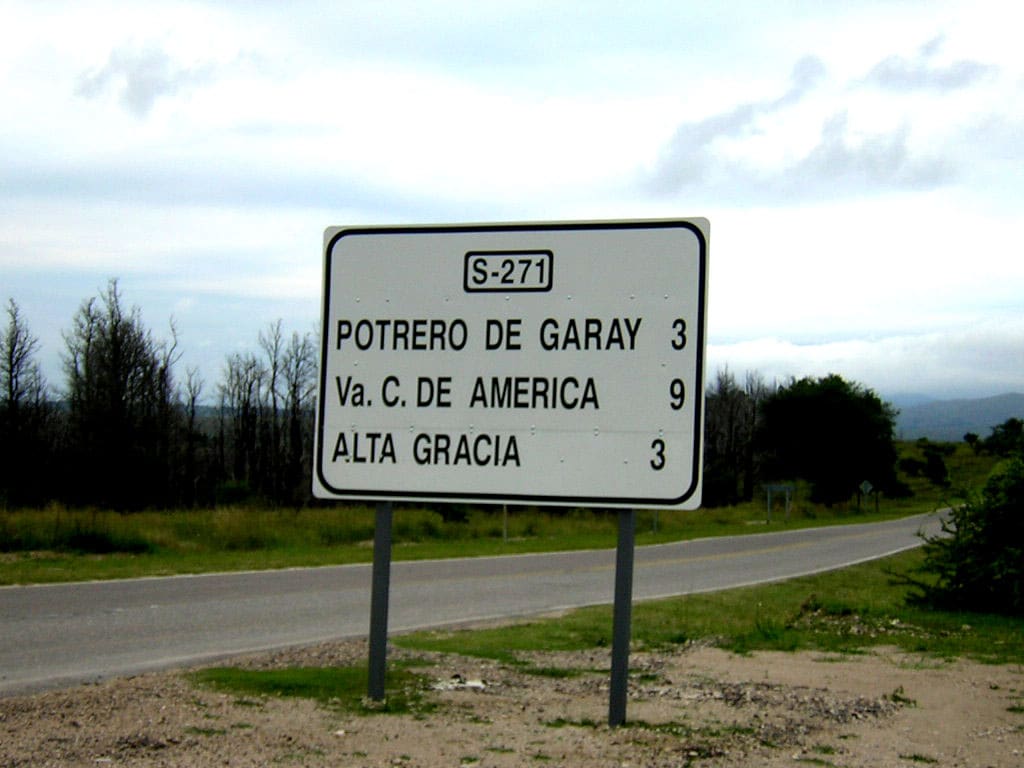 S-271
POTRERO DE GARAY 3
Va. C. DE AMERICA 9
ALTA GRACIA 3